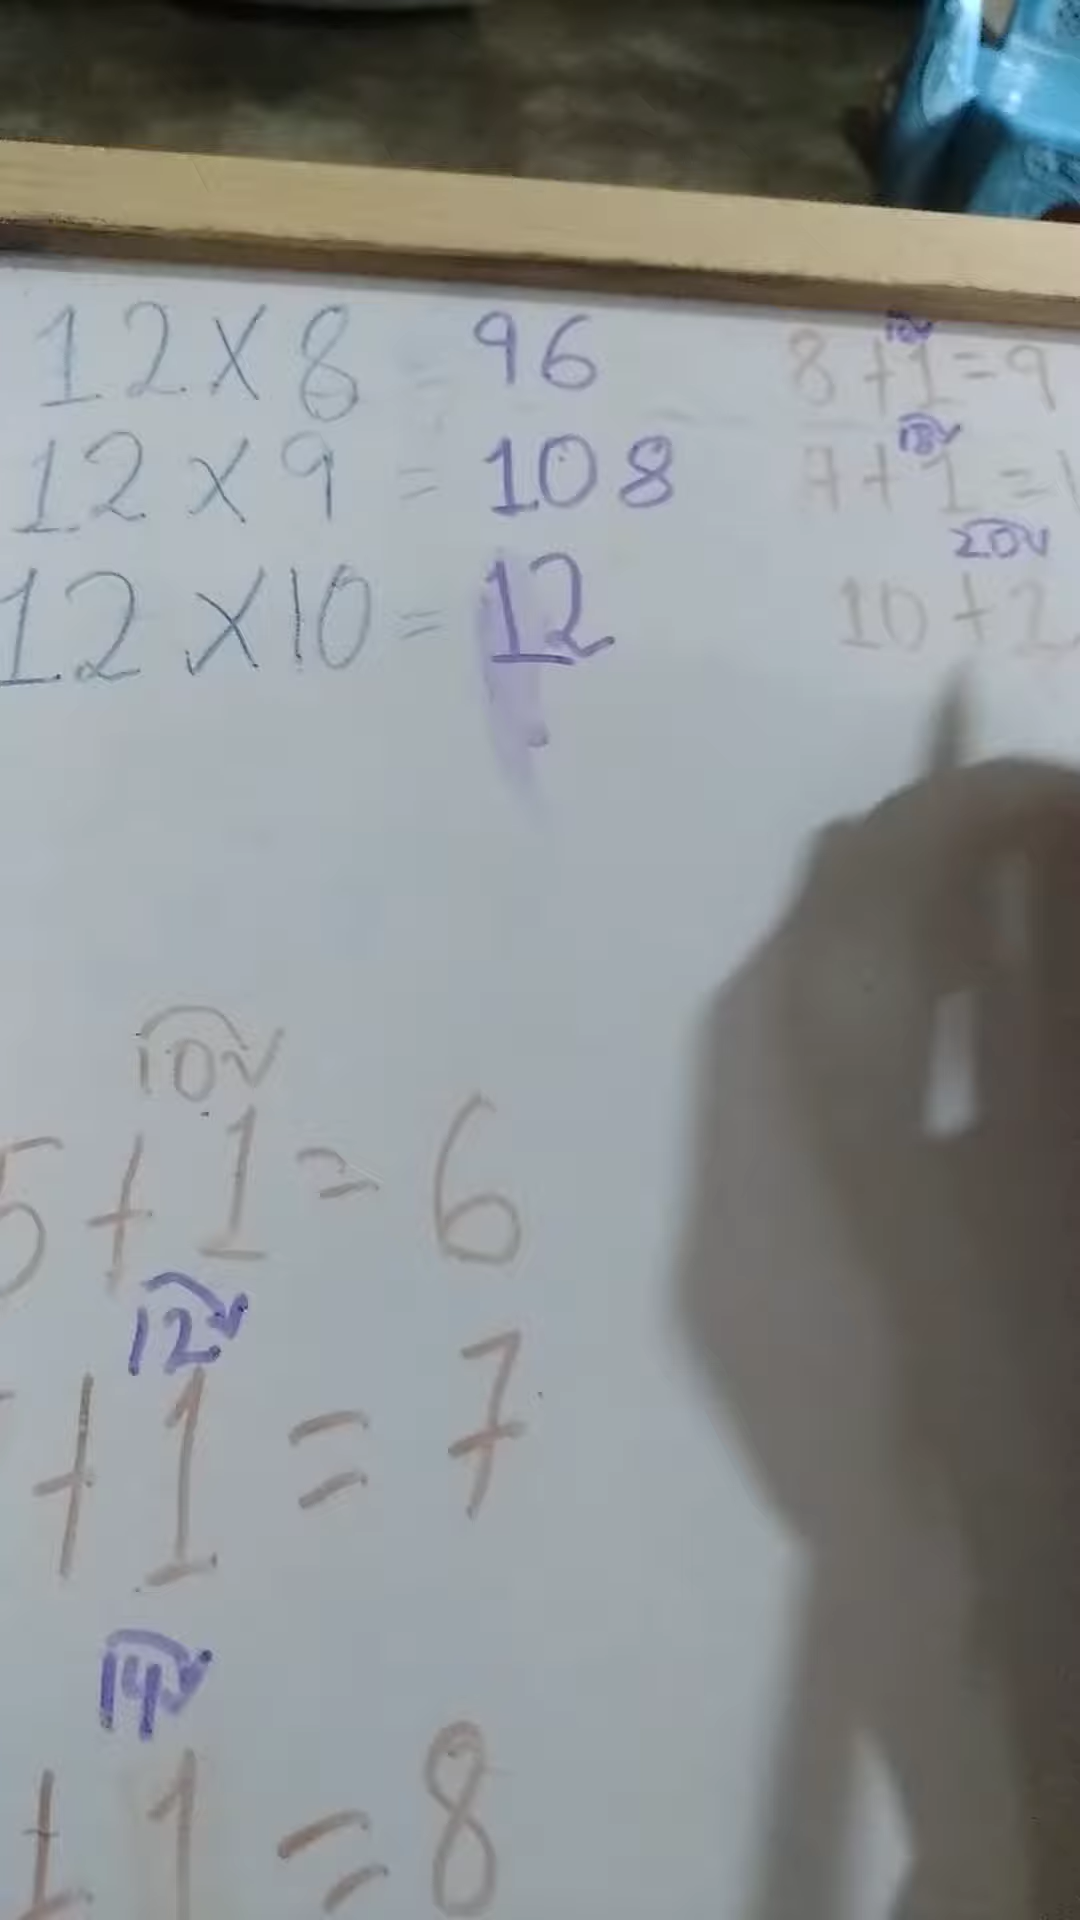 12 X 8 = 96
12 X 9 = 108
12 X 10 = 12
8 + 1 = 9
+ 1 =
20
10 + 2
10
5 + 1 = 6
12
+ 1 = 7
14
+ 1 = 8